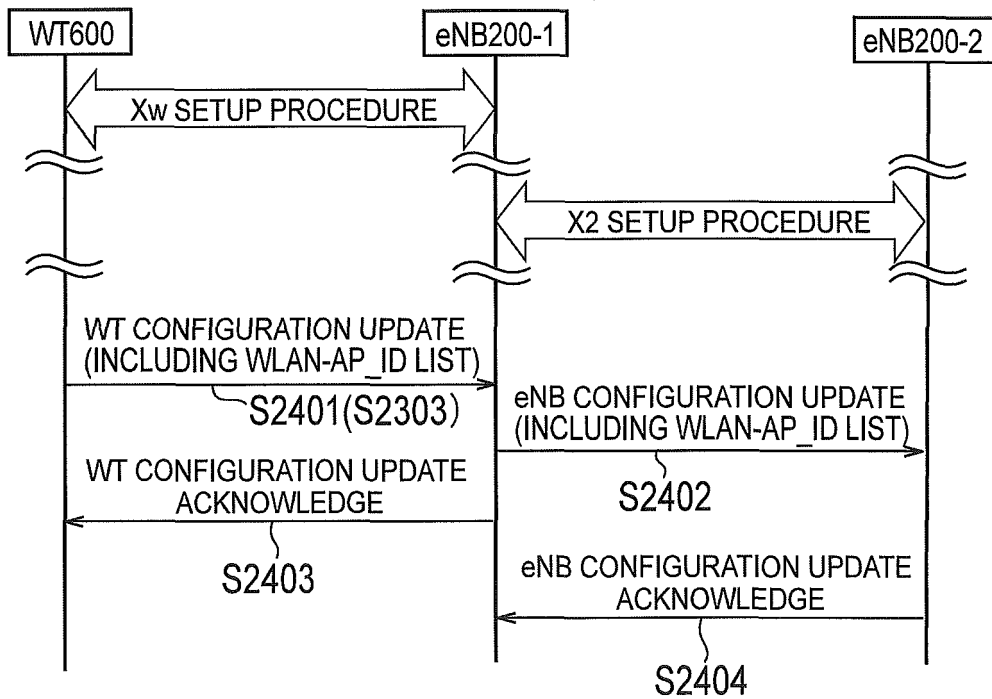 WT600
eNB200-1
eNB200-2
Xw SETUP PROCEDURE
X2 SETUP PROCEDURE
WT CONFIGURATION UPDATE
(INCLUDING WLAN-AP_ID LIST)
S2401(S2303)
eNB CONFIGURATION UPDATE
(INCLUDING WLAN-AP_ID LIST)
S2402
WT CONFIGURATION UPDATE
ACKNOWLEDGE
S2403
eNB CONFIGURATION UPDATE
ACKNOWLEDGE
S2404